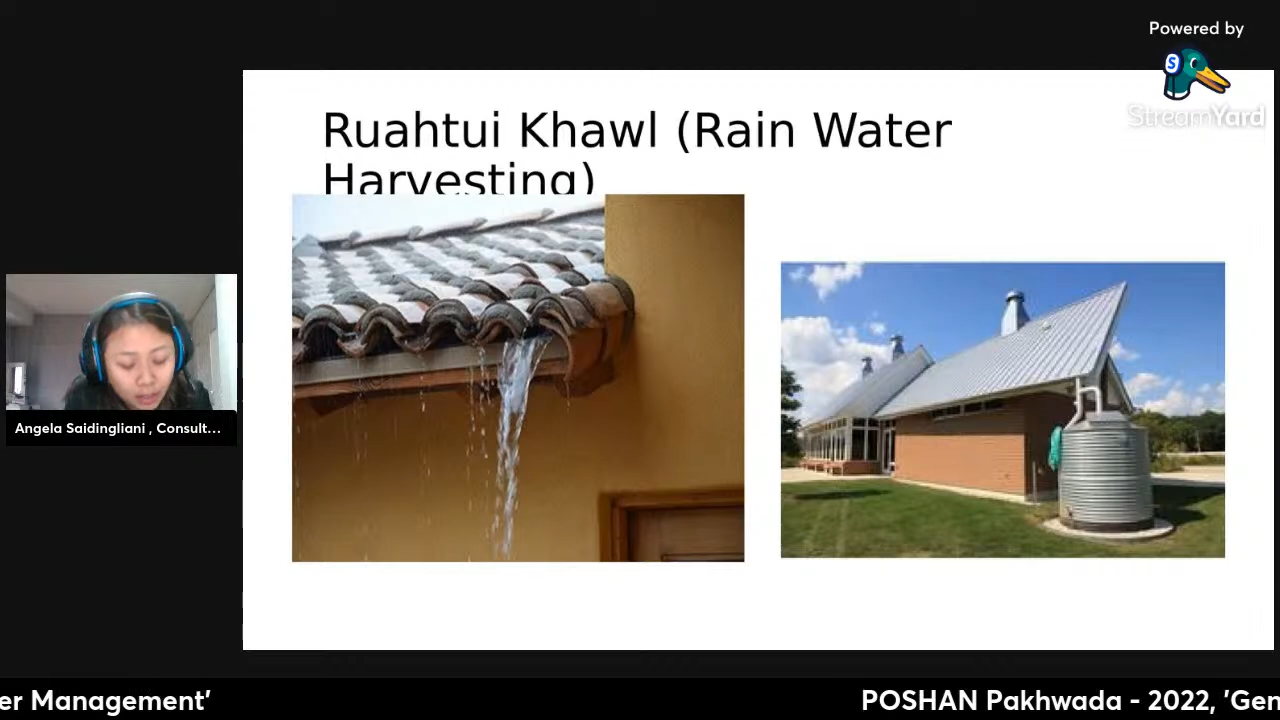 Powered by
StreamYard
Ruahtui Khawl (Rain Water
Harvesting)
Angela Saidingliani , Consult...
er Management'
POSHAN Pakhwada - 2022, 'Gen